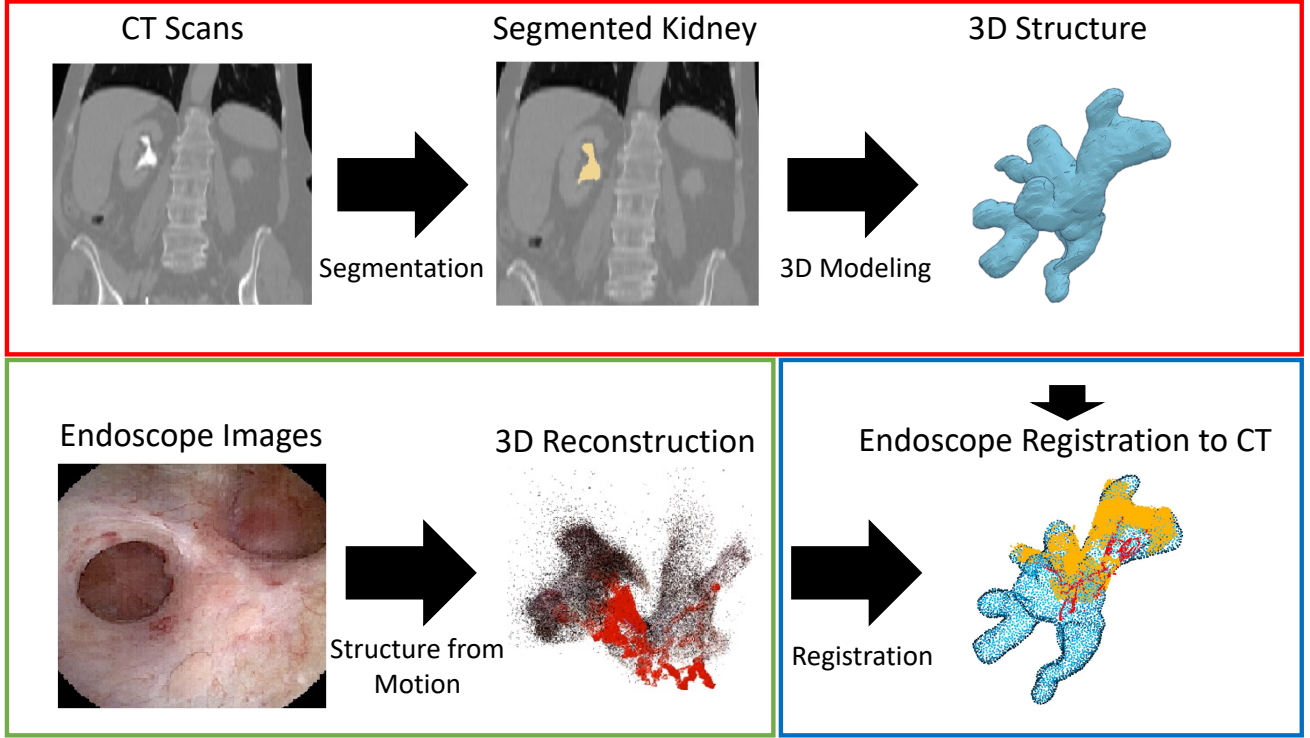 CT Scans
Segmented Kidney
3D Structure
Segmentation
3D Modeling
Endoscope Images
3D Reconstruction
Endoscope Registration to CT
Structure from
Motion
Registration